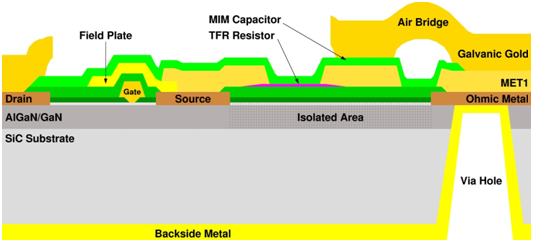 MIM Capacitor
Air Bridge
Field Plate
TFR Resistor
Galvanic Gold
MET1
Gate
Drain
Source
Ohmic Metal
AlGaN/GaN
Isolated Area
SiC Substrate
Via Hole
Backside Metal